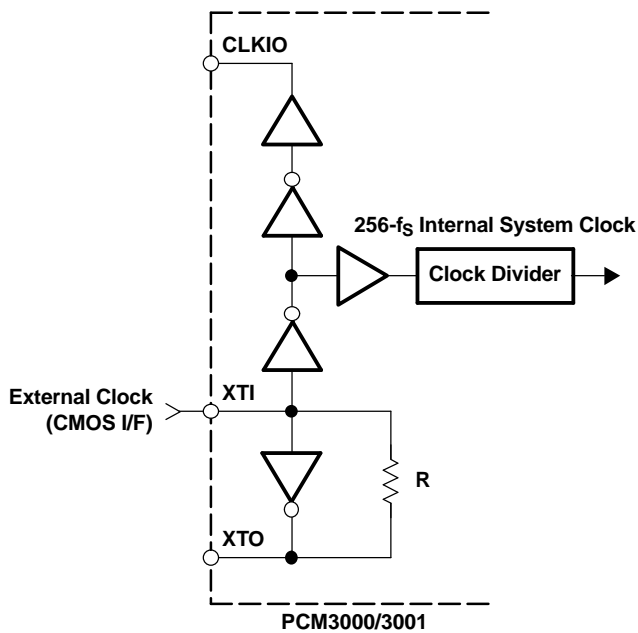 CLKIO
256-fS Internal System Clock
Clock Divider
External Clock
(CMOS I/F)
XTI
R
XTO
PCM3000/3001